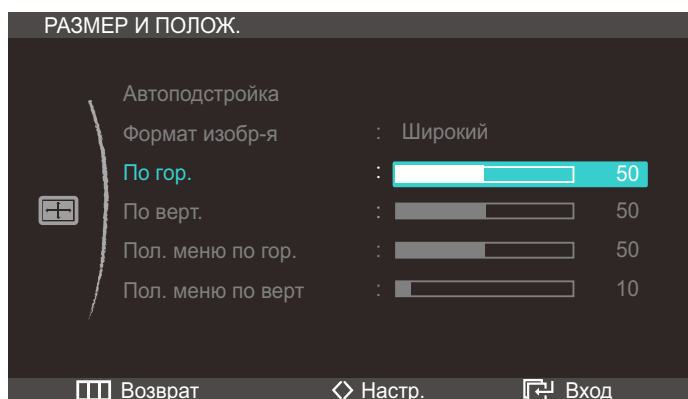 РАЗМЕР И ПОЛОЖ.
Автоподстройка
Формат изобр-я : Широкий
По гор. : 50
По верт. : 50
Пол. меню по гор. : 50
Пол. меню по верт : 10
Возврат Настр. Вход